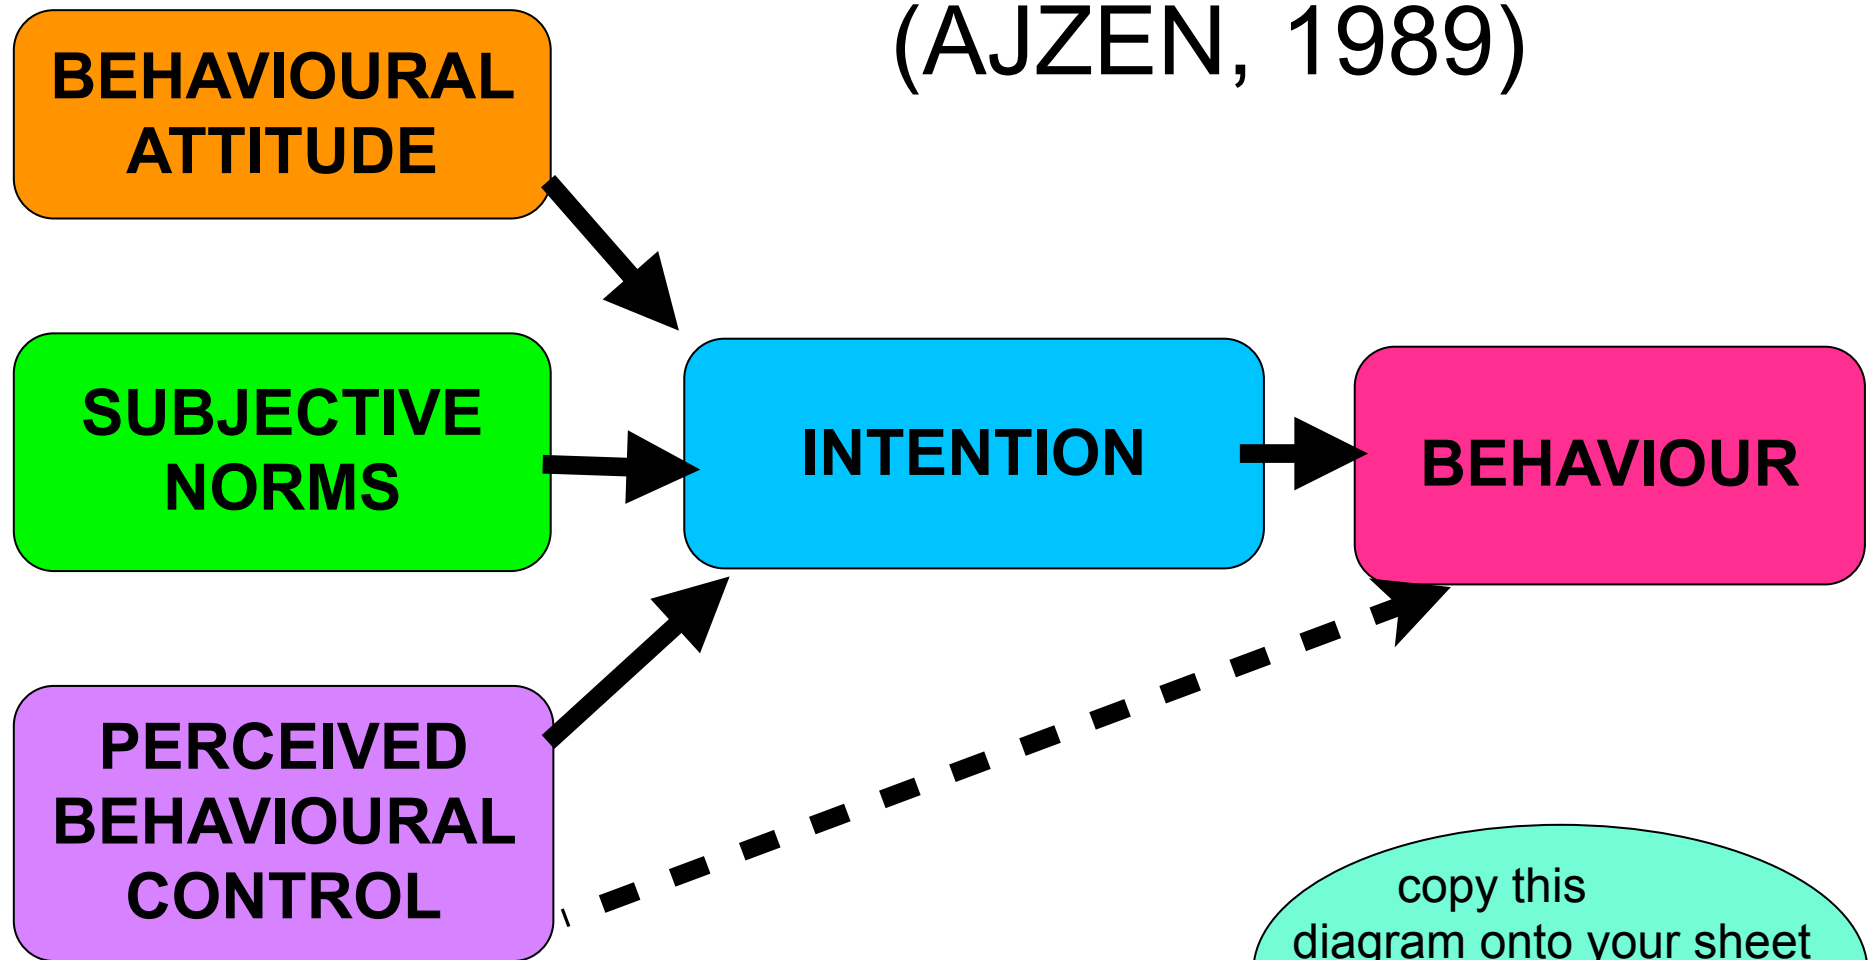 (AJZEN, 1989)
BEHAVIOURAL
ATTITUDE
SUBJECTIVE
NORMS
INTENTION
BEHAVIOUR
PERCEIVED
BEHAVIOURAL
CONTROL
copy this
diagram onto your sheet